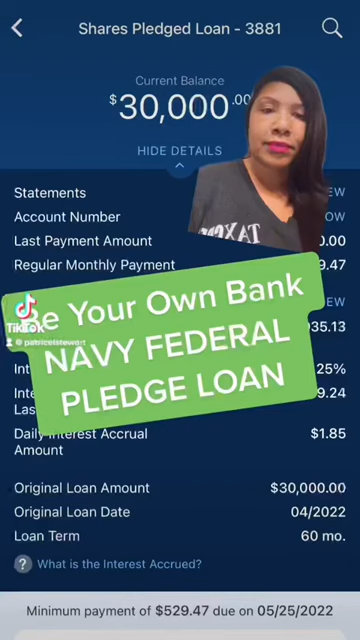 Shares Pledged Loan - 3881
Current Balance
$30,000.00
HIDE DETAILS
Statements
Account Number
Last Payment Amount
Regular Monthly Payment
Your Own Bank
NAVY FEDERAL
PLEDGE LOAN
TikTok
@patricelstewart
Daily Interest Accrual
Amount
$1.85
Original Loan Amount
$30,000.00
Original Loan Date
04/2022
Loan Term
60 mo.
? What is the Interest Accrued?
Minimum payment of $529.47 due on 05/25/2022